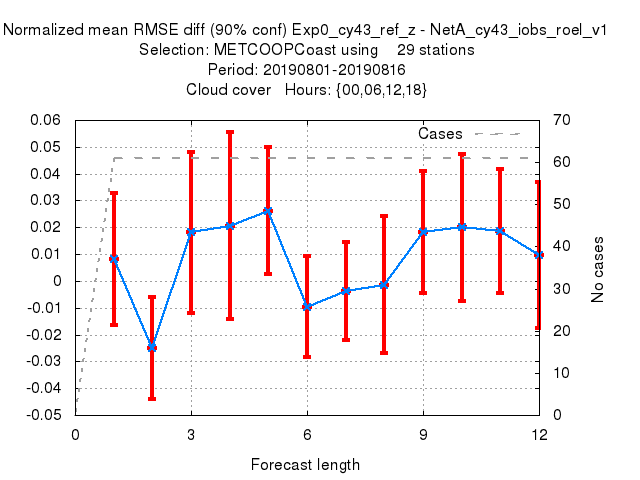 Normalized mean RMSE diff (90% conf) Exp0_cy43_ref_z - NetA_cy43_iobs_roel_v1
Selection: METCOOPCoast using 29 stations
Period: 20190801-20190816
Cloud cover Hours: {00,06,12,18}
0.06
0.05
0.04
0.03
0.02
0.01
0
-0.01
-0.02
-0.03
-0.04
-0.05
Cases
70
60
50
40
30
20
10
0
No cases
0 3 6 9 12
Forecast length